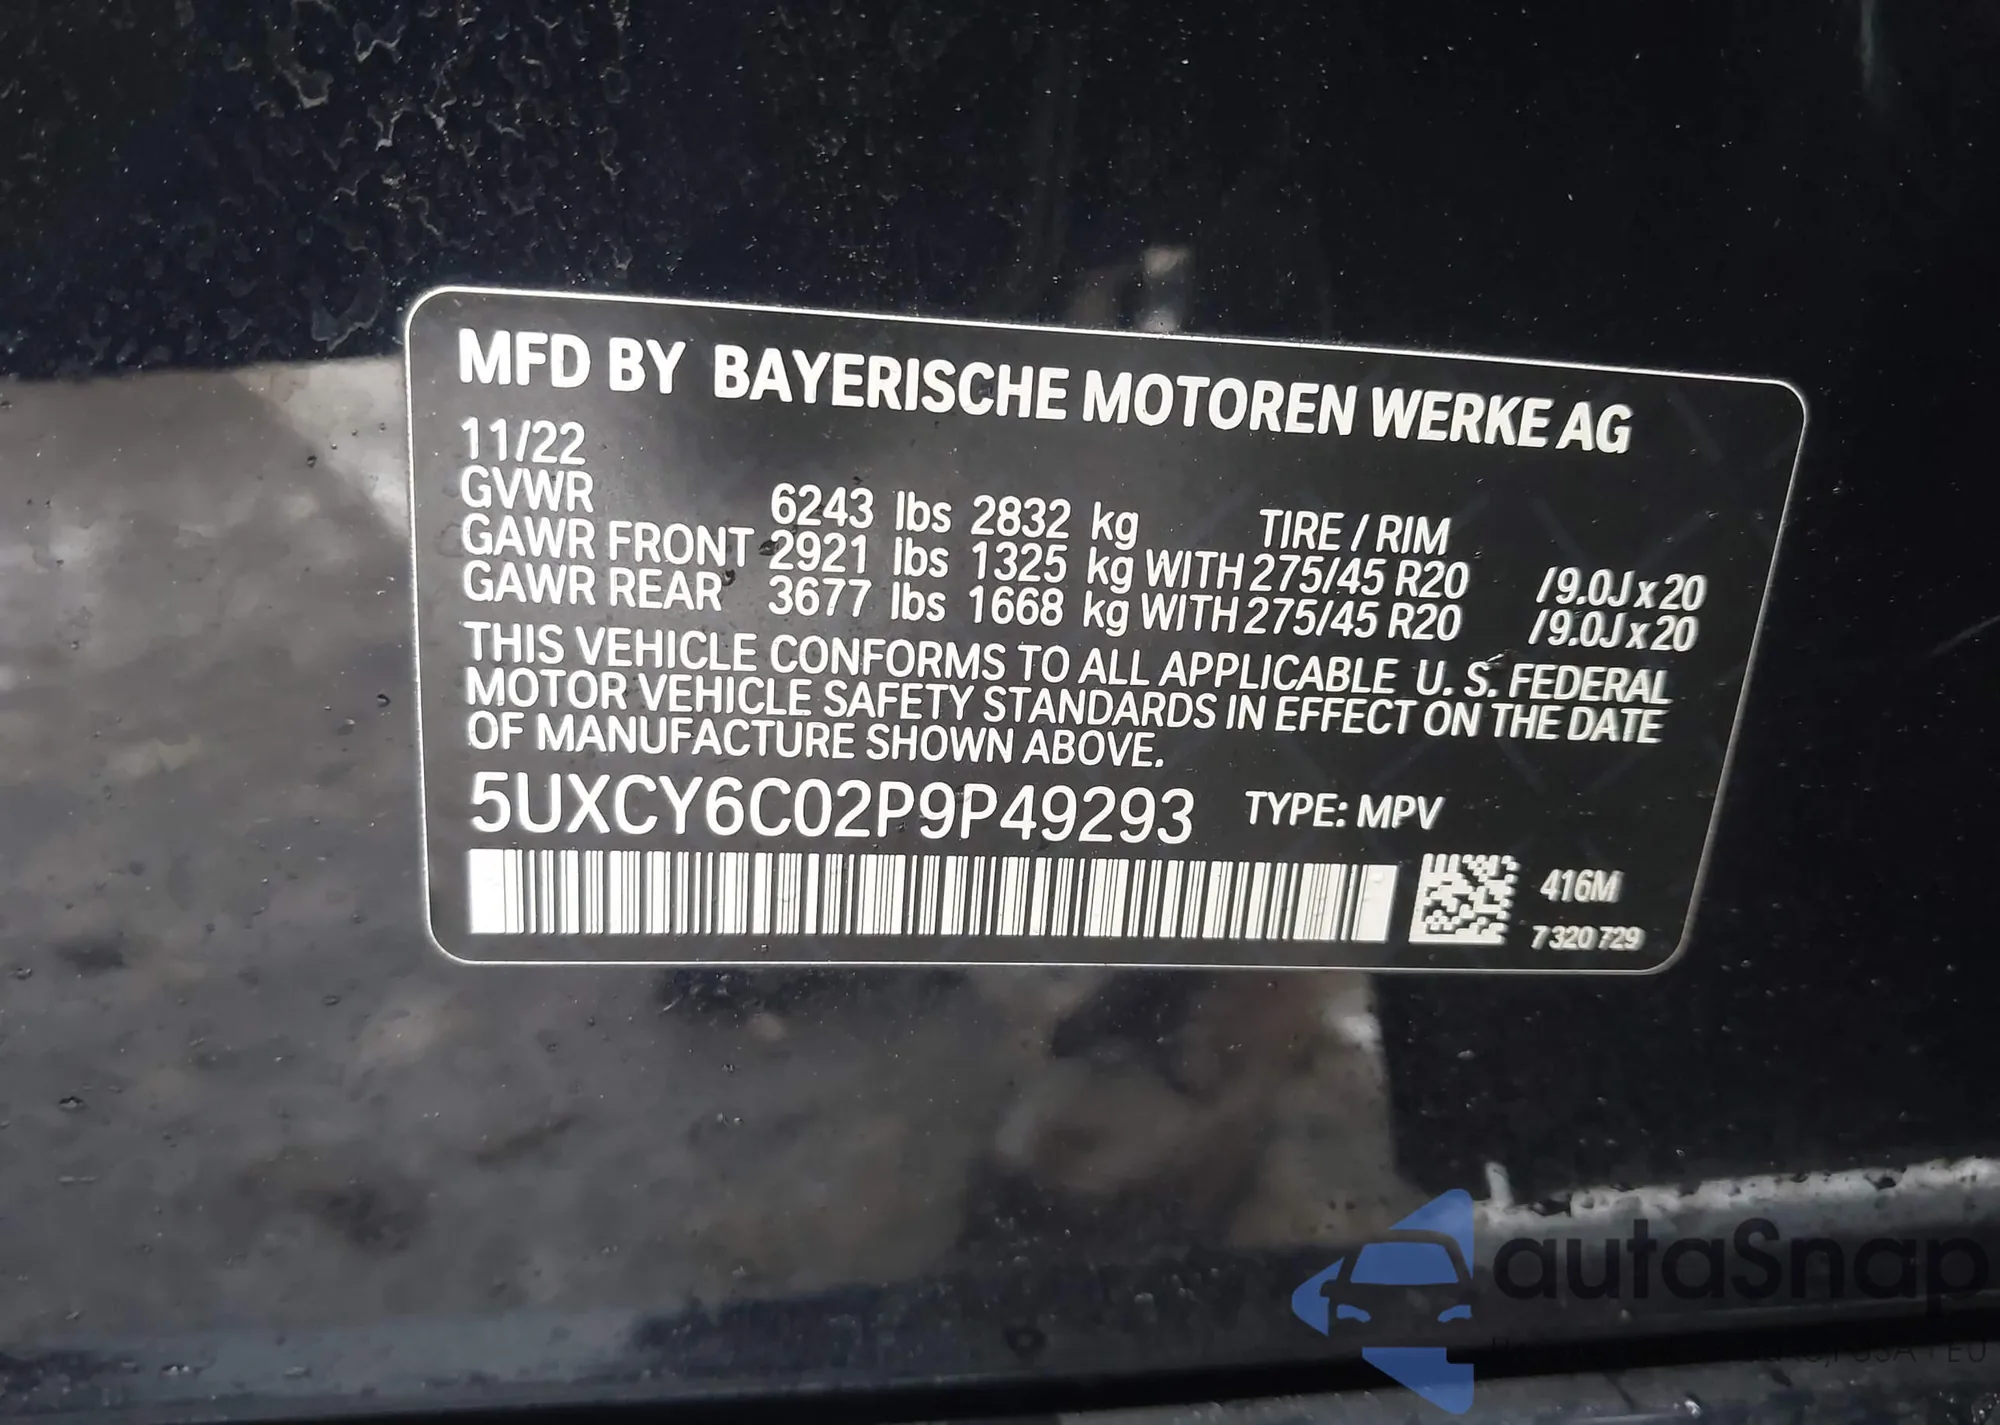 MFD BY BAYERISCHE MOTOREN WERKE AG
11/22
GVWR 6243 lbs 2832 kg TIRE / RIM
GAWR FRONT 2921 lbs 1325 kg WITH 275/45 R20 /9.0J x 20
GAWR REAR 3677 lbs 1668 kg WITH 275/45 R20 /9.0J x 20
THIS VEHICLE CONFORMS TO ALL APPLICABLE U. S. FEDERAL
MOTOR VEHICLE SAFETY STANDARDS IN EFFECT ON THE DATE
OF MANUFACTURE SHOWN ABOVE.
5UXCY6C02P9P49293 TYPE: MPV
416M
7 320 729
autaSnap